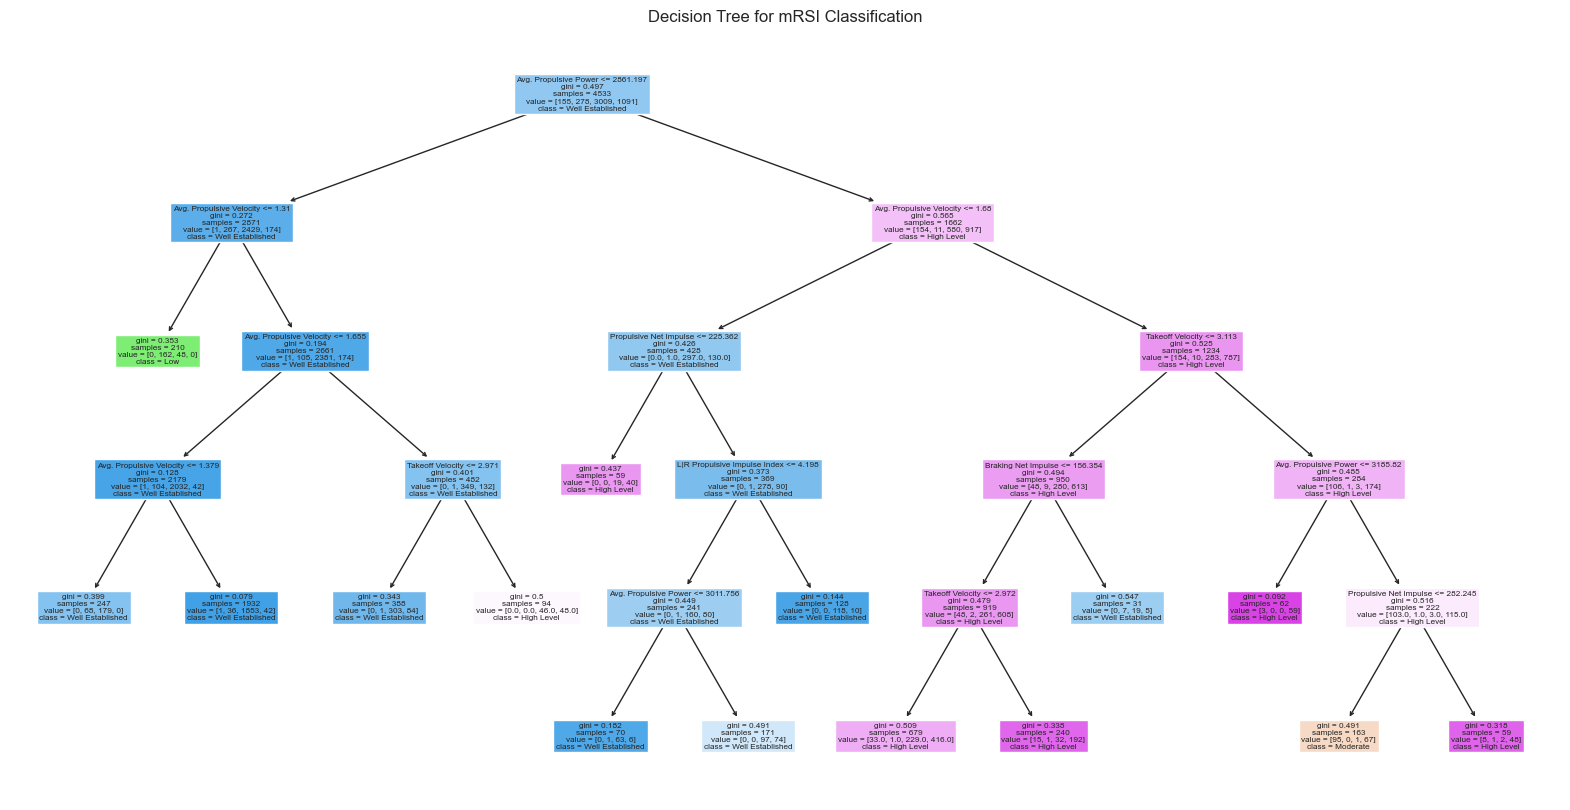 Decision Tree for mRSI Classification
Avg. Propulsive Power <= 2861.197
gini = 0.497
samples = 4533
value = [155, 278, 3009, 1091]
class = Well Established
Avg. Propulsive Velocity <= 1.31
gini = 0.272
samples = 2871
value = [1, 267, 2429, 174]
class = Well Established
Avg. Propulsive Velocity <= 1.68
gini = 0.565
samples = 1662
value = [154, 11, 580, 917]
class = High Level
gini = 0.353
samples = 210
value = [0, 162, 48, 0]
class = Low
Avg. Propulsive Velocity <= 1.655
gini = 0.194
samples = 2661
value = [1, 105, 2381, 174]
class = Well Established
Propulsive Net Impulse <= 225.362
gini = 0.426
samples = 428
value = [0.0, 1.0, 297.0, 130.0]
class = Well Established
Takeoff Velocity <= 3.113
gini = 0.525
samples = 1234
value = [154, 10, 283, 787]
class = High Level
Avg. Propulsive Velocity <= 1.379
gini = 0.128
samples = 2179
value = [1, 104, 2032, 42]
class = Well Established
Takeoff Velocity <= 2.971
gini = 0.401
samples = 482
value = [0, 1, 349, 132]
class = Well Established
gini = 0.437
samples = 59
value = [0, 0, 19, 40]
class = High Level
L|R Propulsive Impulse Index <= 4.198
gini = 0.373
samples = 369
value = [0, 1, 278, 90]
class = Well Established
Braking Net Impulse <= 156.354
gini = 0.494
samples = 950
value = [48, 9, 280, 613]
class = High Level
Avg. Propulsive Power <= 3185.82
gini = 0.485
samples = 284
value = [106, 1, 3, 174]
class = High Level
gini = 0.399
samples = 247
value = [0, 68, 179, 0]
class = Well Established
gini = 0.079
samples = 1932
value = [1, 36, 1853, 42]
class = Well Established
gini = 0.343
samples = 388
value = [0, 1, 303, 84]
class = Well Established
gini = 0.5
samples = 94
value = [0.0, 0.0, 46.0, 48.0]
class = High Level
Avg. Propulsive Power <= 3011.756
gini = 0.449
samples = 241
value = [0, 1, 160, 80]
class = Well Established
gini = 0.144
samples = 128
value = [0, 0, 118, 10]
class = Well Established
Takeoff Velocity <= 2.972
gini = 0.479
samples = 919
value = [48, 2, 261, 608]
class = High Level
gini = 0.547
samples = 31
value = [0, 7, 19, 5]
class = Well Established
gini = 0.092
samples = 62
value = [3, 0, 0, 59]
class = High Level
Propulsive Net Impulse <= 282.245
gini = 0.516
samples = 222
value = [103.0, 1.0, 3.0, 115.0]
class = High Level
gini = 0.182
samples = 70
value = [0, 1, 63, 6]
class = Well Established
gini = 0.491
samples = 171
value = [0, 0, 97, 74]
class = Well Established
gini = 0.509
samples = 679
value = [33.0, 1.0, 229.0, 416.0]
class = High Level
gini = 0.338
samples = 240
value = [15, 1, 32, 192]
class = High Level
gini = 0.491
samples = 163
value = [95, 0, 1, 67]
class = Moderate
gini = 0.318
samples = 59
value = [8, 1, 2, 48]
class = High Level